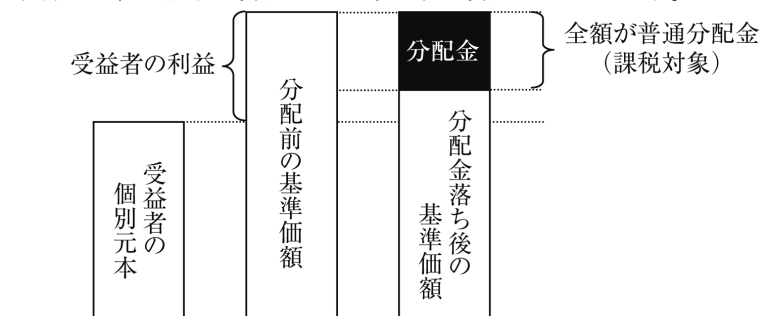 受益者の利益
分配金
全額が普通分配金
（課税対象）
分配前の基準価額
分配金落ち後の
基準価額
受益者の
個別元本